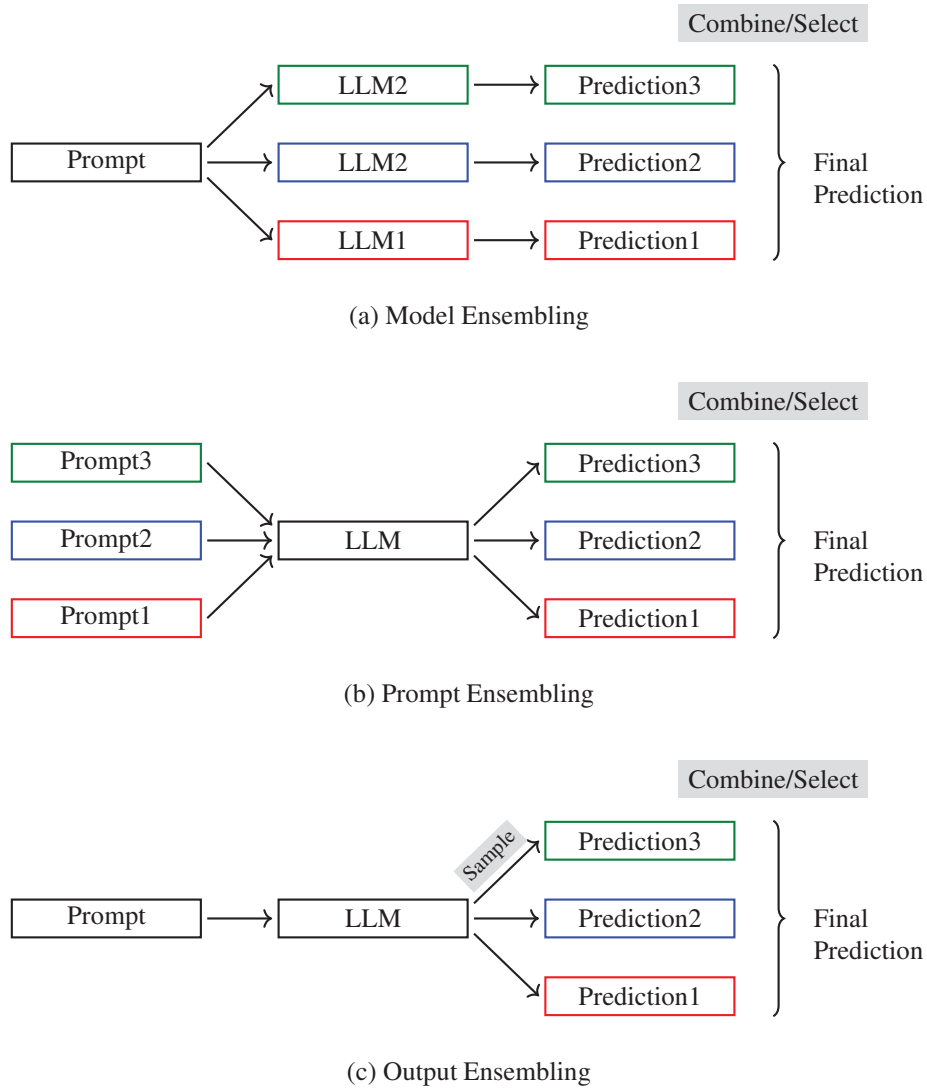 Combine/Select
LLM2 Prediction3
Prompt LLM2 Prediction2 Final
Prediction
LLM1 Prediction1
(a) Model Ensembling
Combine/Select
Prompt3 Prediction3
Prompt2 LLM Prediction2 Final
Prediction
Prompt1 Prediction1
(b) Prompt Ensembling
Combine/Select
Sample Prediction3
Prompt LLM Prediction2 Final
Prediction
Prediction1
(c) Output Ensembling